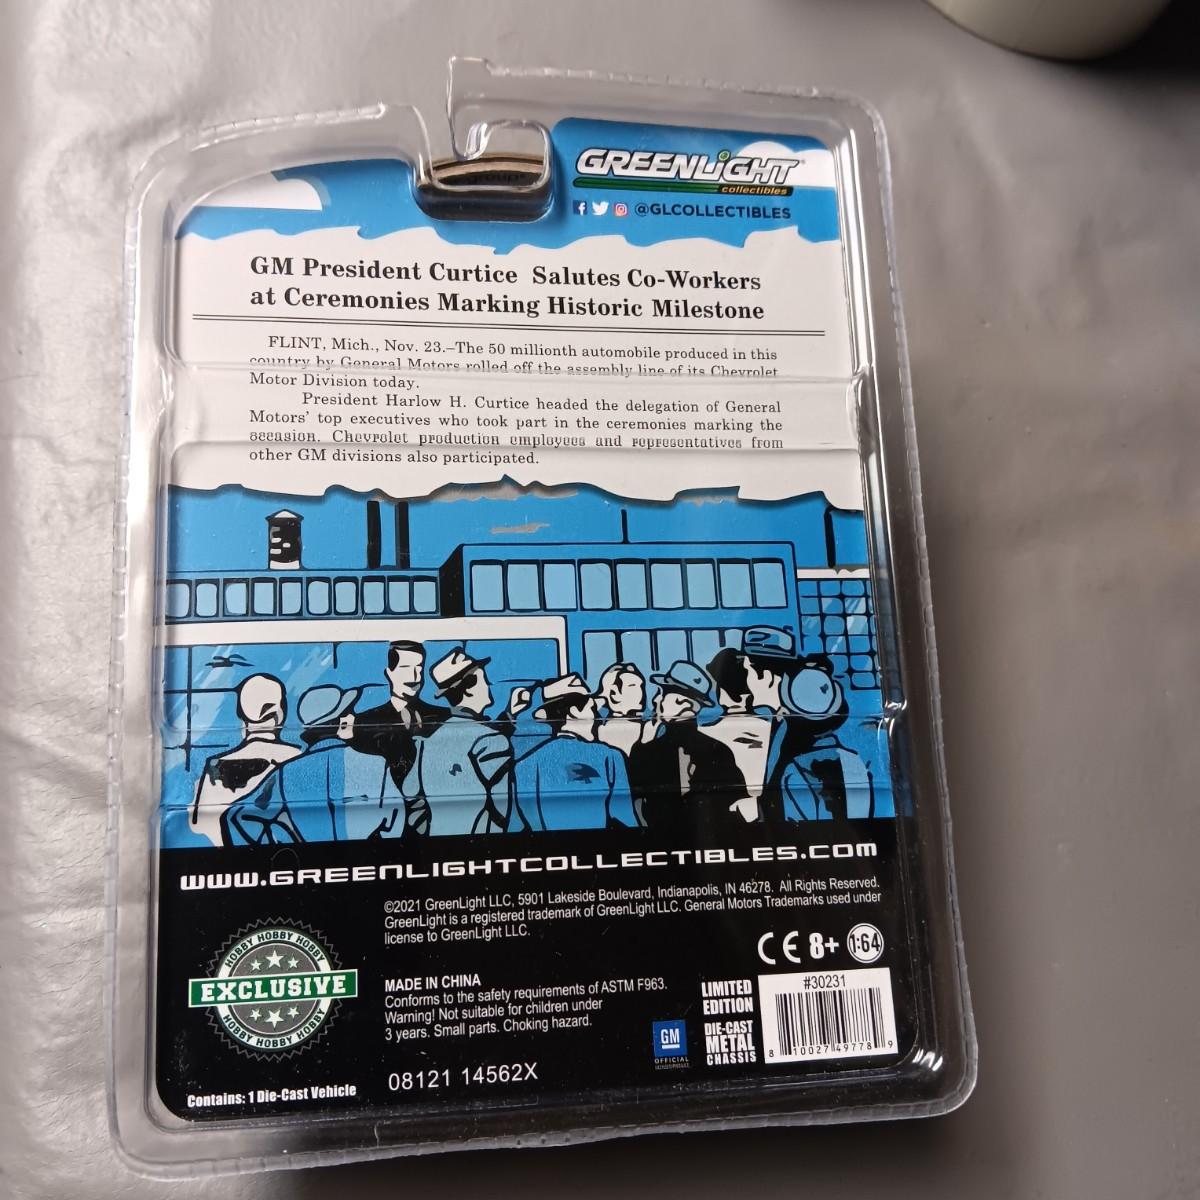 group
GREENLiGHT
collectibles
@GLCOLLECTIBLES
GM President Curtice Salutes Co-Workers
at Ceremonies Marking Historic Milestone
FLINT, Mich., Nov. 23.–The 50 millionth automobile produced in this
country by General Motors rolled off the assembly line of its Chevrolet
Motor Division today.
President Harlow H. Curtice headed the delegation of General
Motors' top executives who took part in the ceremonies marking the
occasion. Chevrolet production employees and representatives from
other GM divisions also participated.
WWW.GREENLIGHTCOLLECTIBLES.COM
©2021 GreenLight LLC, 5901 Lakeside Boulevard, Indianapolis, IN 46278. All Rights Reserved.
GreenLight is a registered trademark of GreenLight LLC. General Motors Trademarks used under
license to GreenLight LLC.
CE 8+ 1:64
HOBBY HOBBY HOBBY
EXCLUSIVE
HOBBY HOBBY HOBBY
MADE IN CHINA
Conforms to the safety requirements of ASTM F963.
Warning! Not suitable for children under
3 years. Small parts. Choking hazard.
LIMITED
EDITION
DIE-CAST
METAL
CHASSIS
#30231
8 10027 49778 9
GM
OFFICIAL
08121 14562X
Contains: 1 Die-Cast Vehicle